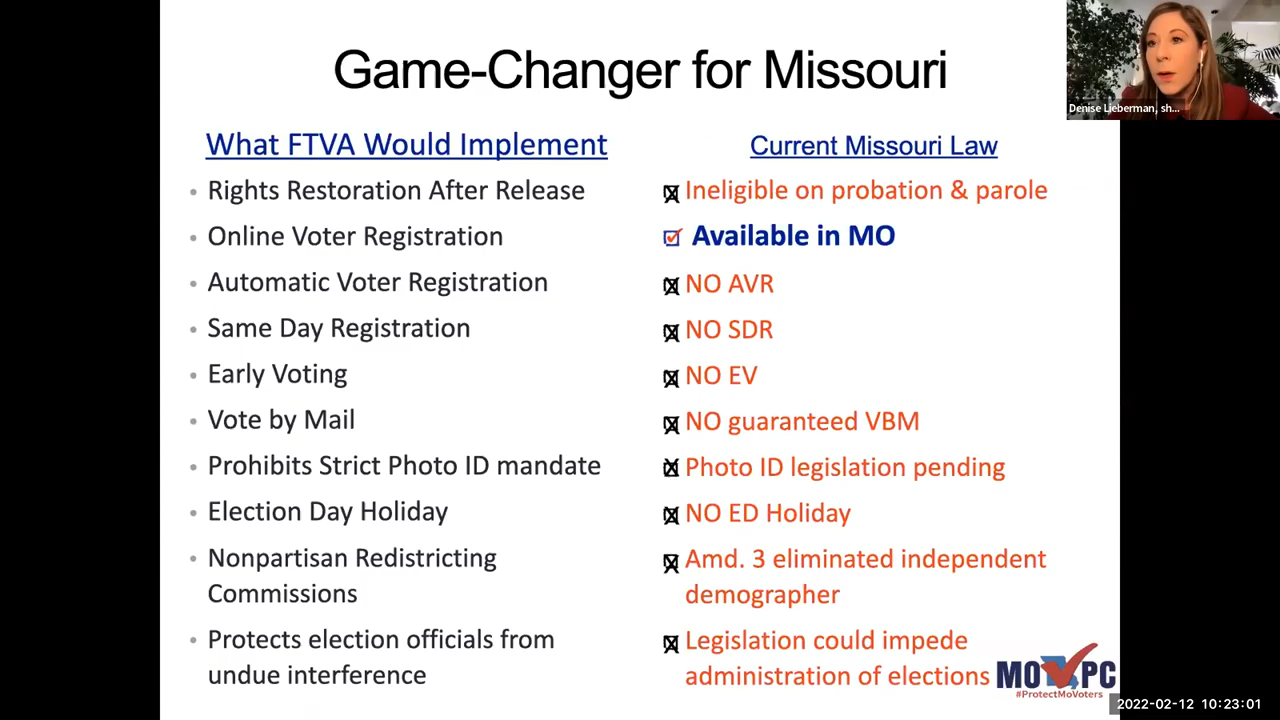 Game-Changer for Missouri
Denise Lieberman, sh...
What FTVA Would Implement
Current Missouri Law
Rights Restoration After Release
Ineligible on probation & parole
Online Voter Registration
Available in MO
Automatic Voter Registration
NO AVR
Same Day Registration
NO SDR
Early Voting
NO EV
Vote by Mail
NO guaranteed VBM
Prohibits Strict Photo ID mandate
Photo ID legislation pending
Election Day Holiday
NO ED Holiday
Nonpartisan Redistricting
Commissions
Amd. 3 eliminated independent
demographer
Protects election officials from
undue interference
Legislation could impede
administration of elections
MOVPC
#ProtectMoVoters
2022-02-12 10:23:01